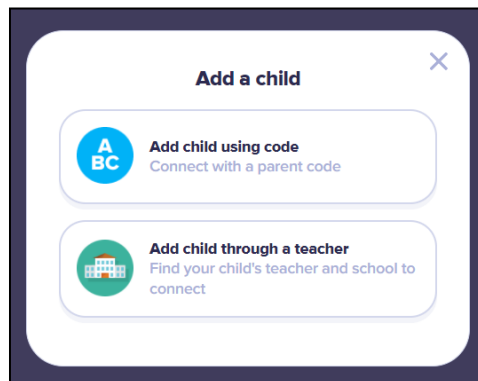 Add a child
A
BC
Add child using code
Connect with a parent code
Add child through a teacher
Find your child's teacher and school to
connect